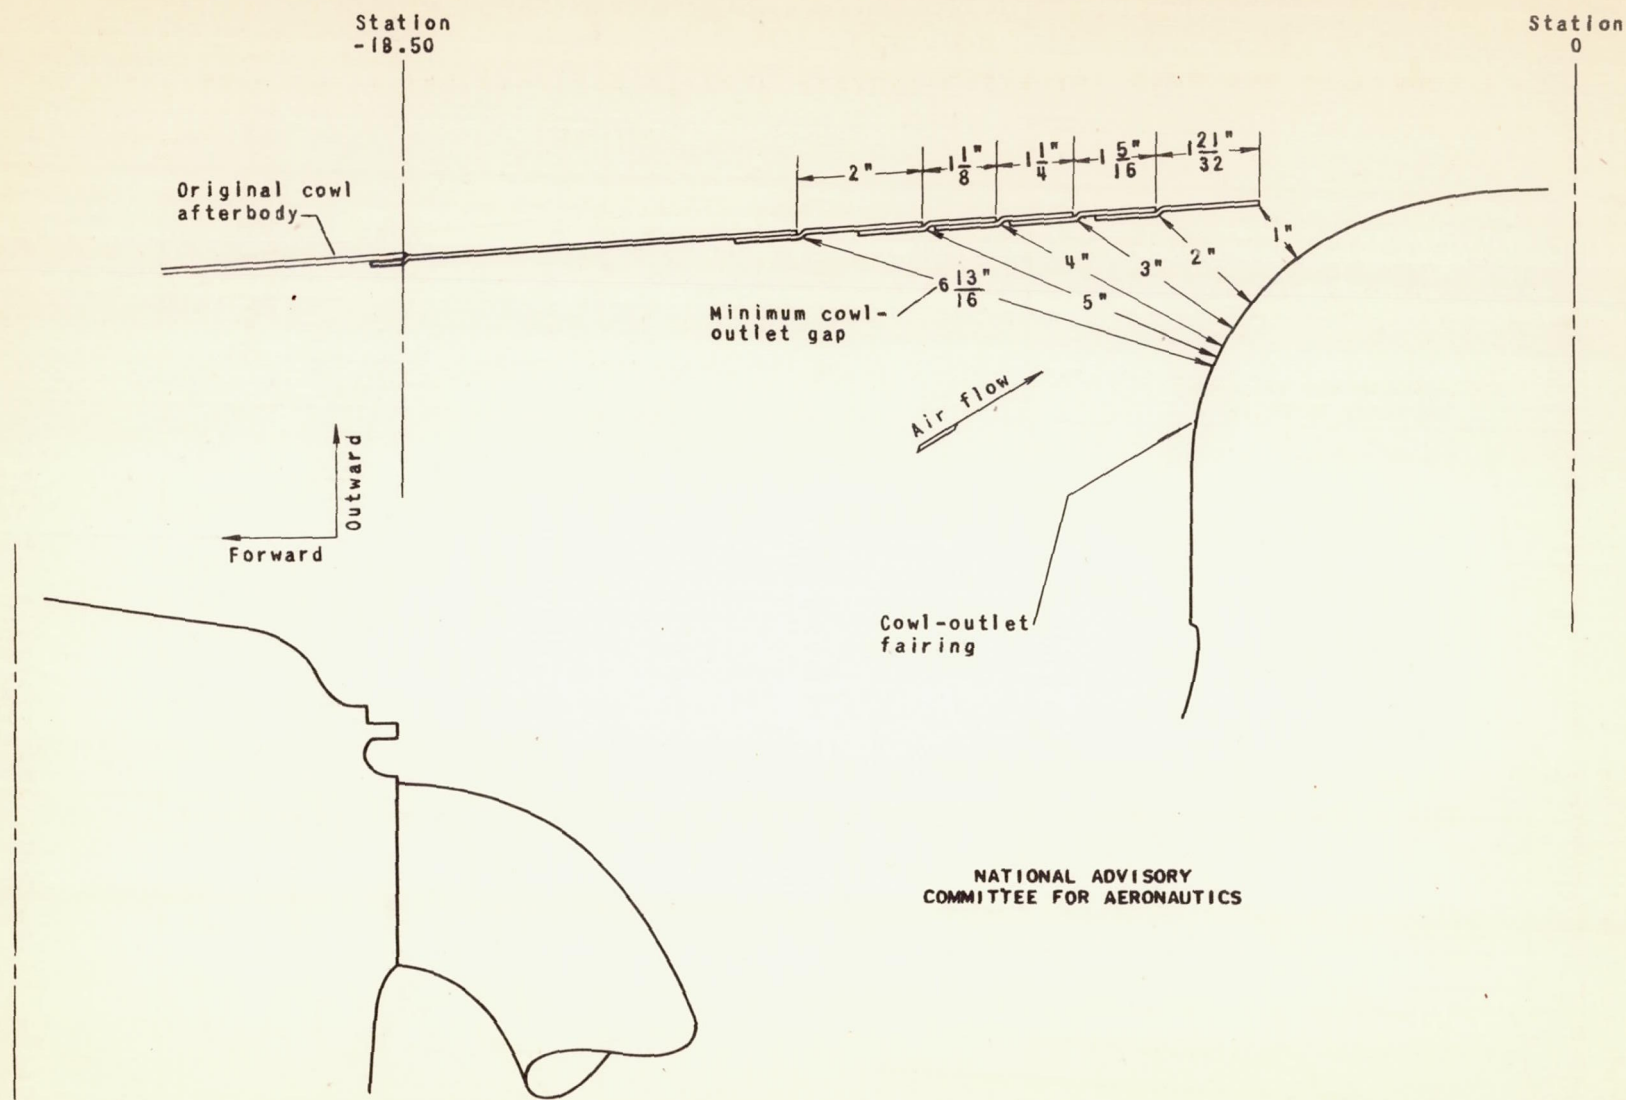 Station
-18.50
Station
0
2"
1 1/8"
1 1/4"
1 5/16"
1 21/32"
Original cowl
afterbody
1"
2"
3"
4"
5"
6 13/16"
Minimum cowl-
outlet gap
Air flow
Outward
Forward
Cowl-outlet
fairing
NATIONAL ADVISORY
COMMITTEE FOR AERONAUTICS